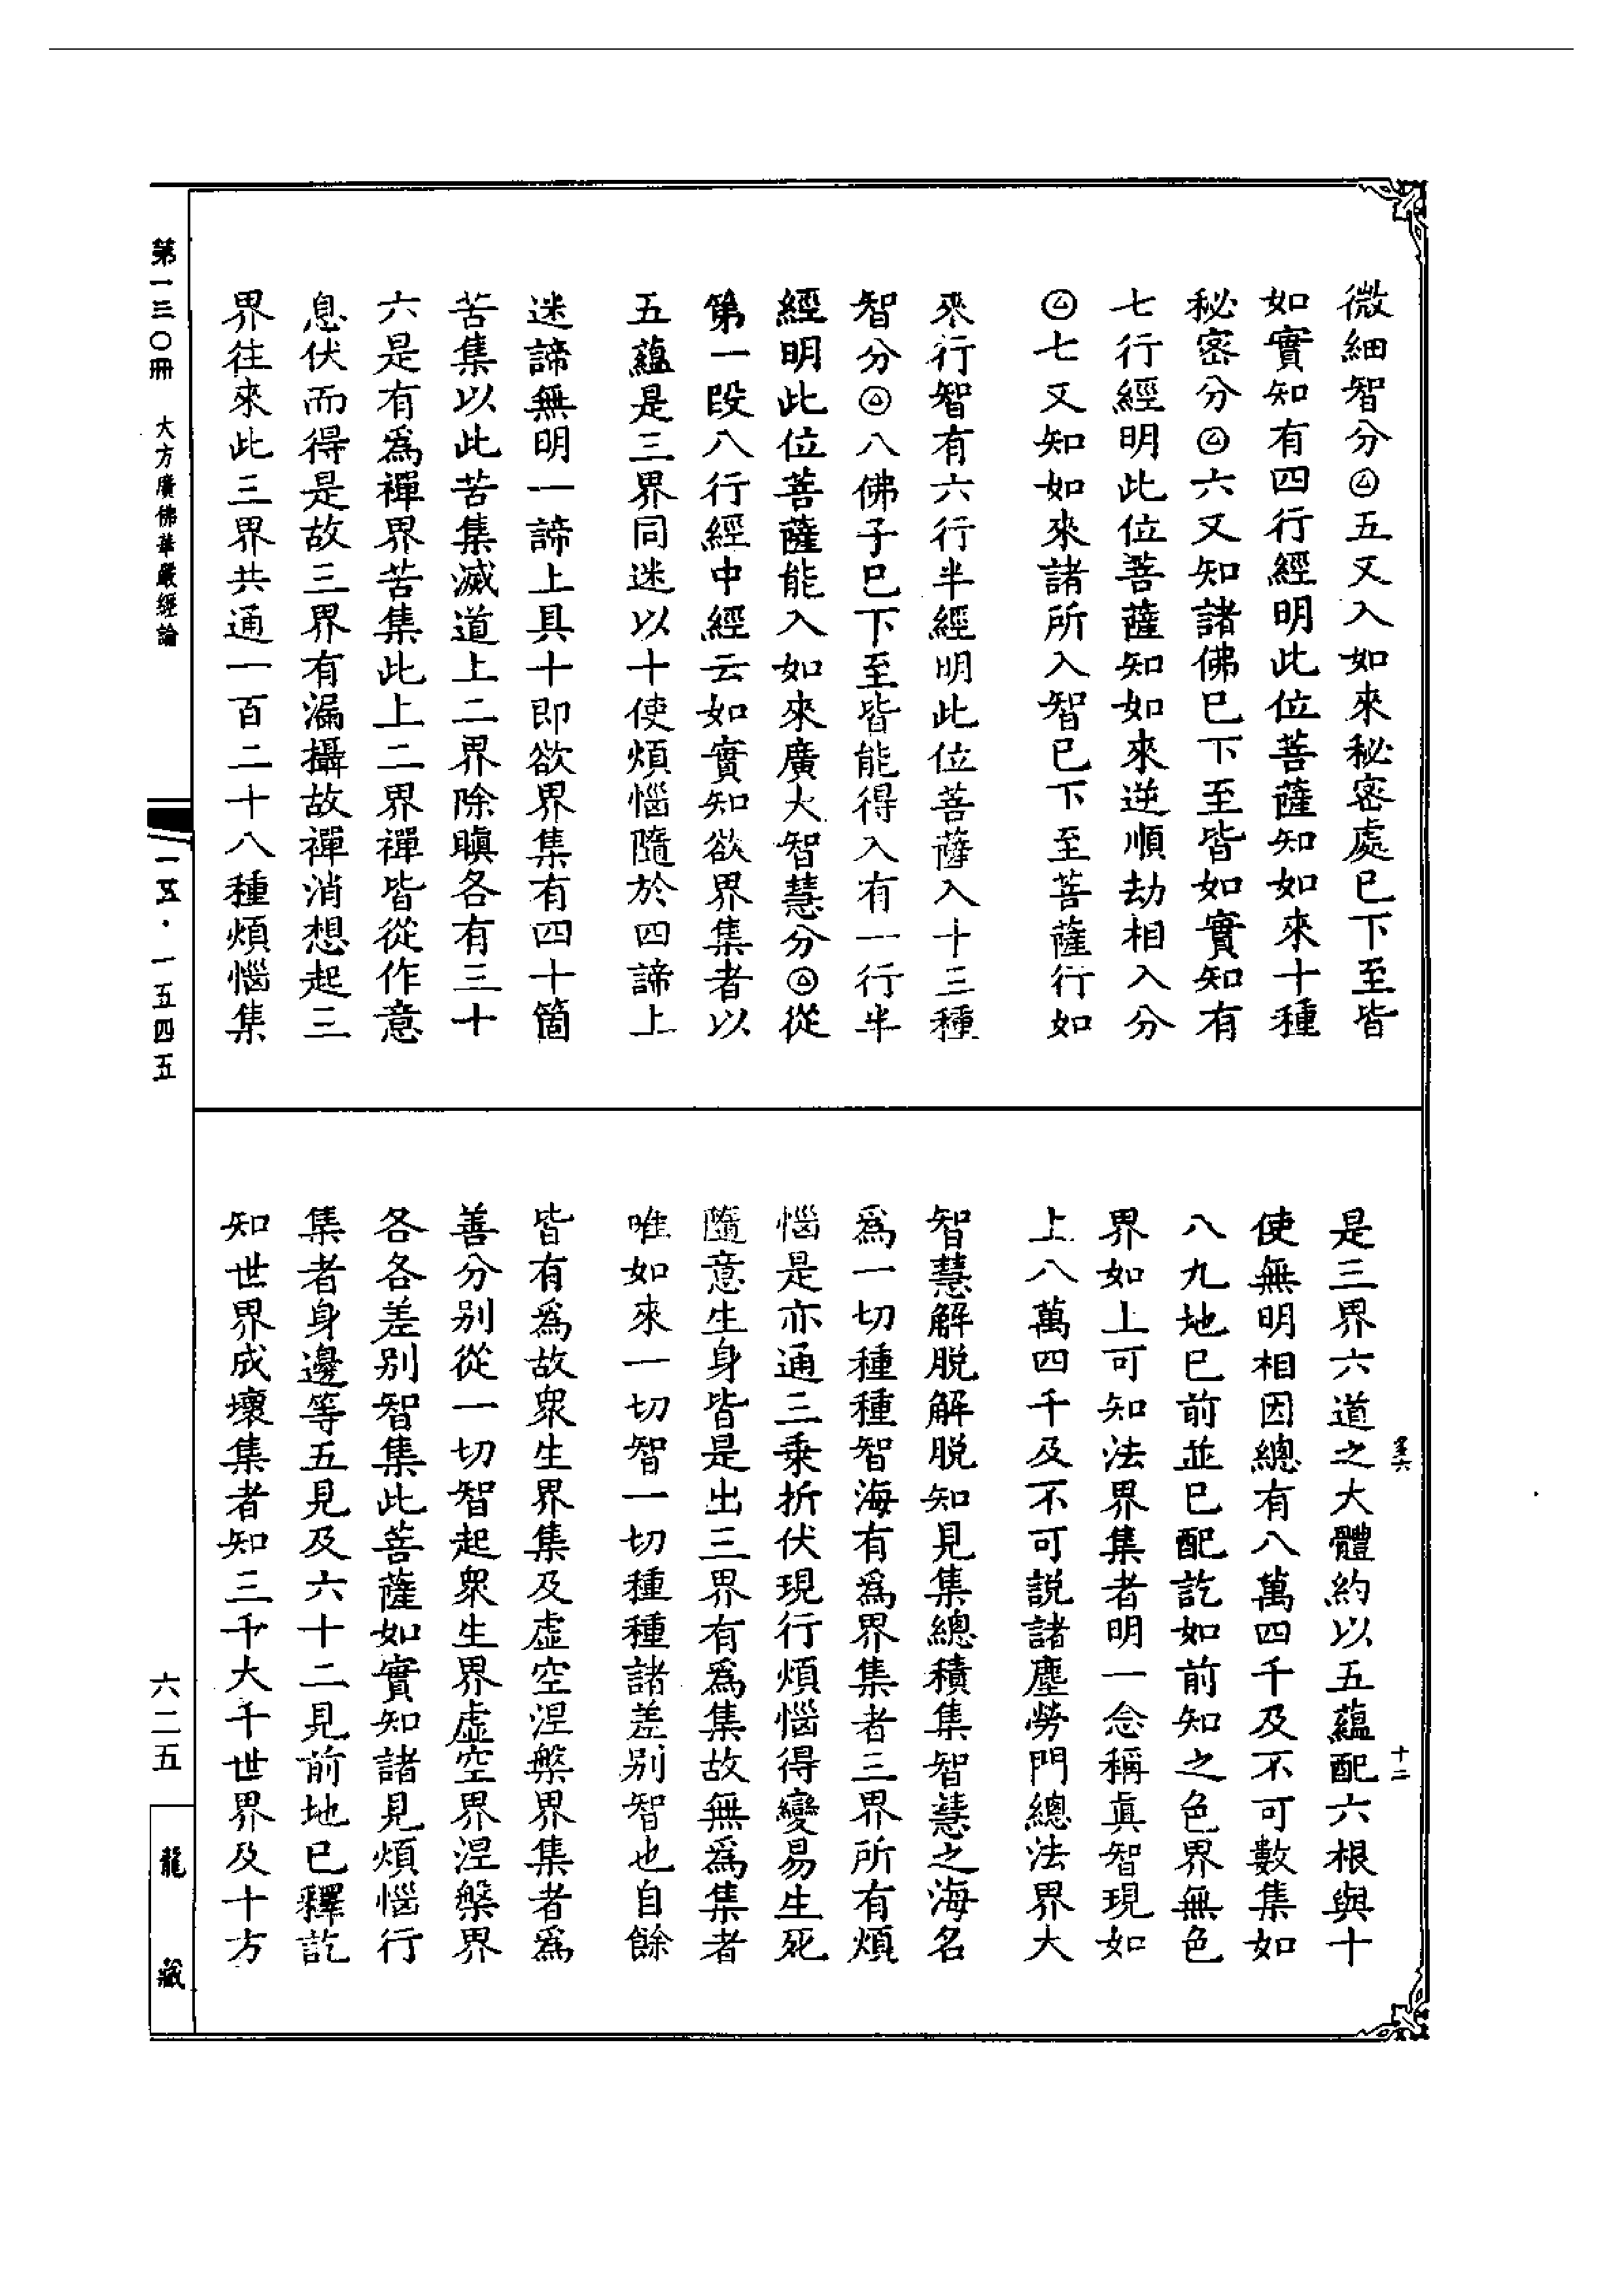 微細智分㊃五又入如來秘密處已下至皆
如實知有四行經明此位菩薩知如來十種
秘密分㊃六又知諸佛已下至皆如實知有
七行經明此位菩薩知如來逆順劫相入分
㊃七又知如來諸所入智已下至菩薩行如
來行智有六行半經明此位菩薩入十三種
智分㊃八佛子已下至皆能得入有一行半
經明此位菩薩能入如來廣大智慧分㊃從
第一段八行經中經云如實知欲界集者以
五蘊是三界同迷以十使煩惱隨於四諦上
迷諦無明一諦上具十即欲界集有四十箇
苦集以此苦集滅道上二界除瞋各有三十
六是有爲禪界苦集此上二界禪皆從作意
息伏而得是故三界有漏攝故禪消想起三
界往來此三界共通一百二十八種煩惱集
是三界六道之大體約以五蘊配六根與十
使無明相因總有八萬四千及不可數集如
八九地已前並已配訖如前知之色界無色
界如上可知法界集者明一念稱眞智現如
上八萬四千及不可説諸塵勞門總法界大
智慧解脱解脱知見集總積集智慧之海名
爲一切種種智海有爲界集者三界所有煩
惱是亦通三乗折伏現行煩惱得變易生死
隨意生身皆是出三界有爲集故無爲集者
唯如來一切智一切種種諸差别智也自餘
皆有爲故衆生界集及虚空涅槃界集者爲
善分别從一切智起衆生界虚空界涅槃界
各各差别智集此菩薩如實知諸見煩惱行
集者身邊等五見及六十二見前地已釋訖
知世界成壞集者知三千大千世界及十方
十二
第一三〇冊 大方廣佛華嚴經論
一五·一五四五
六二五
龍藏